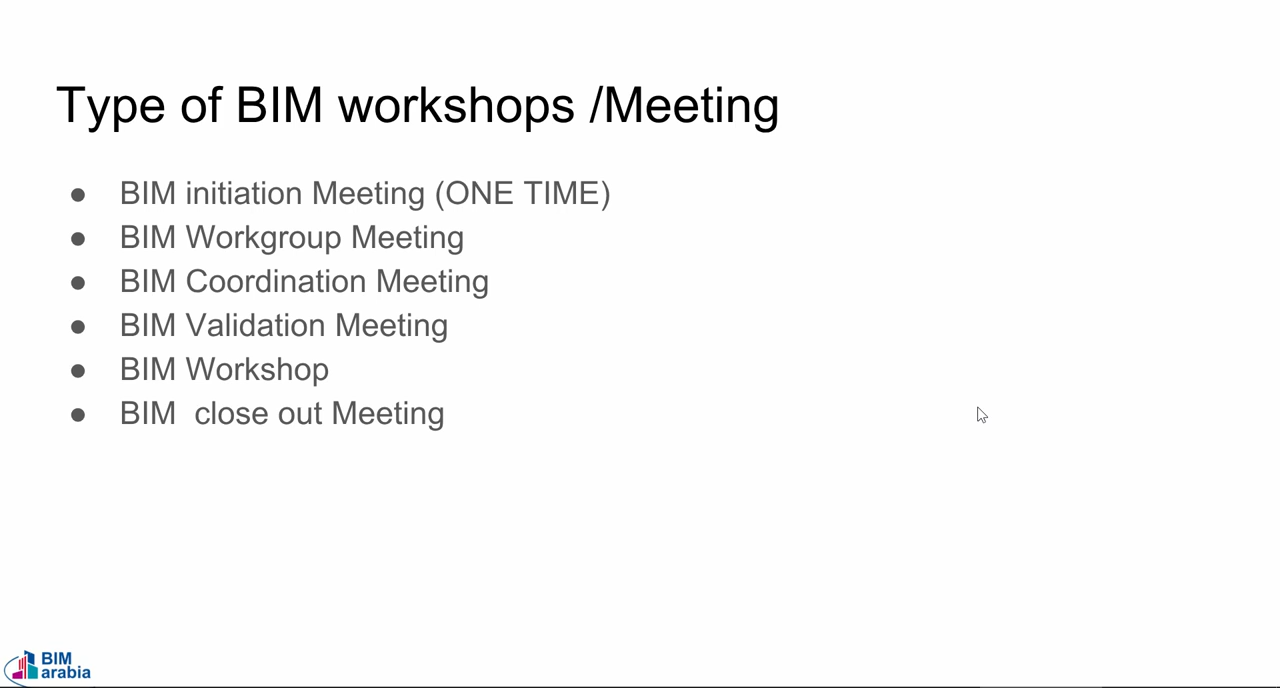 Type of BIM workshops /Meeting
● BIM initiation Meeting (ONE TIME)
● BIM Workgroup Meeting
● BIM Coordination Meeting
● BIM Validation Meeting
● BIM Workshop
● BIM  close out Meeting
BIM
arabia